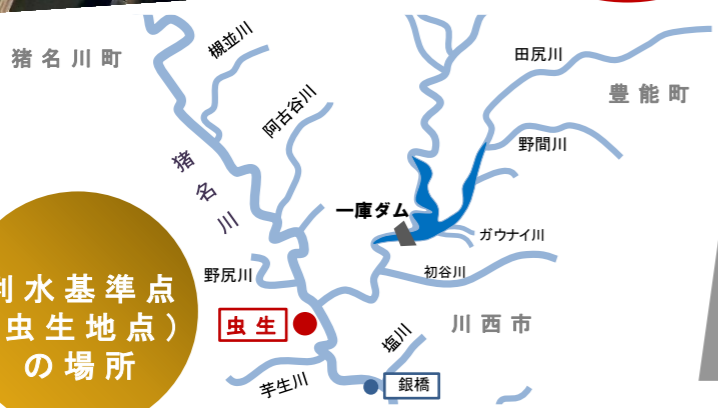 猪名川町
槻並川
阿古谷川
猪名川
田尻川
豊能町
野間川
一庫ダム
ガウナイ川
初谷川
野尻川
虫生
川西市
塩川
芋生川
銀橋
利水基準点
虫生地点）
の場所